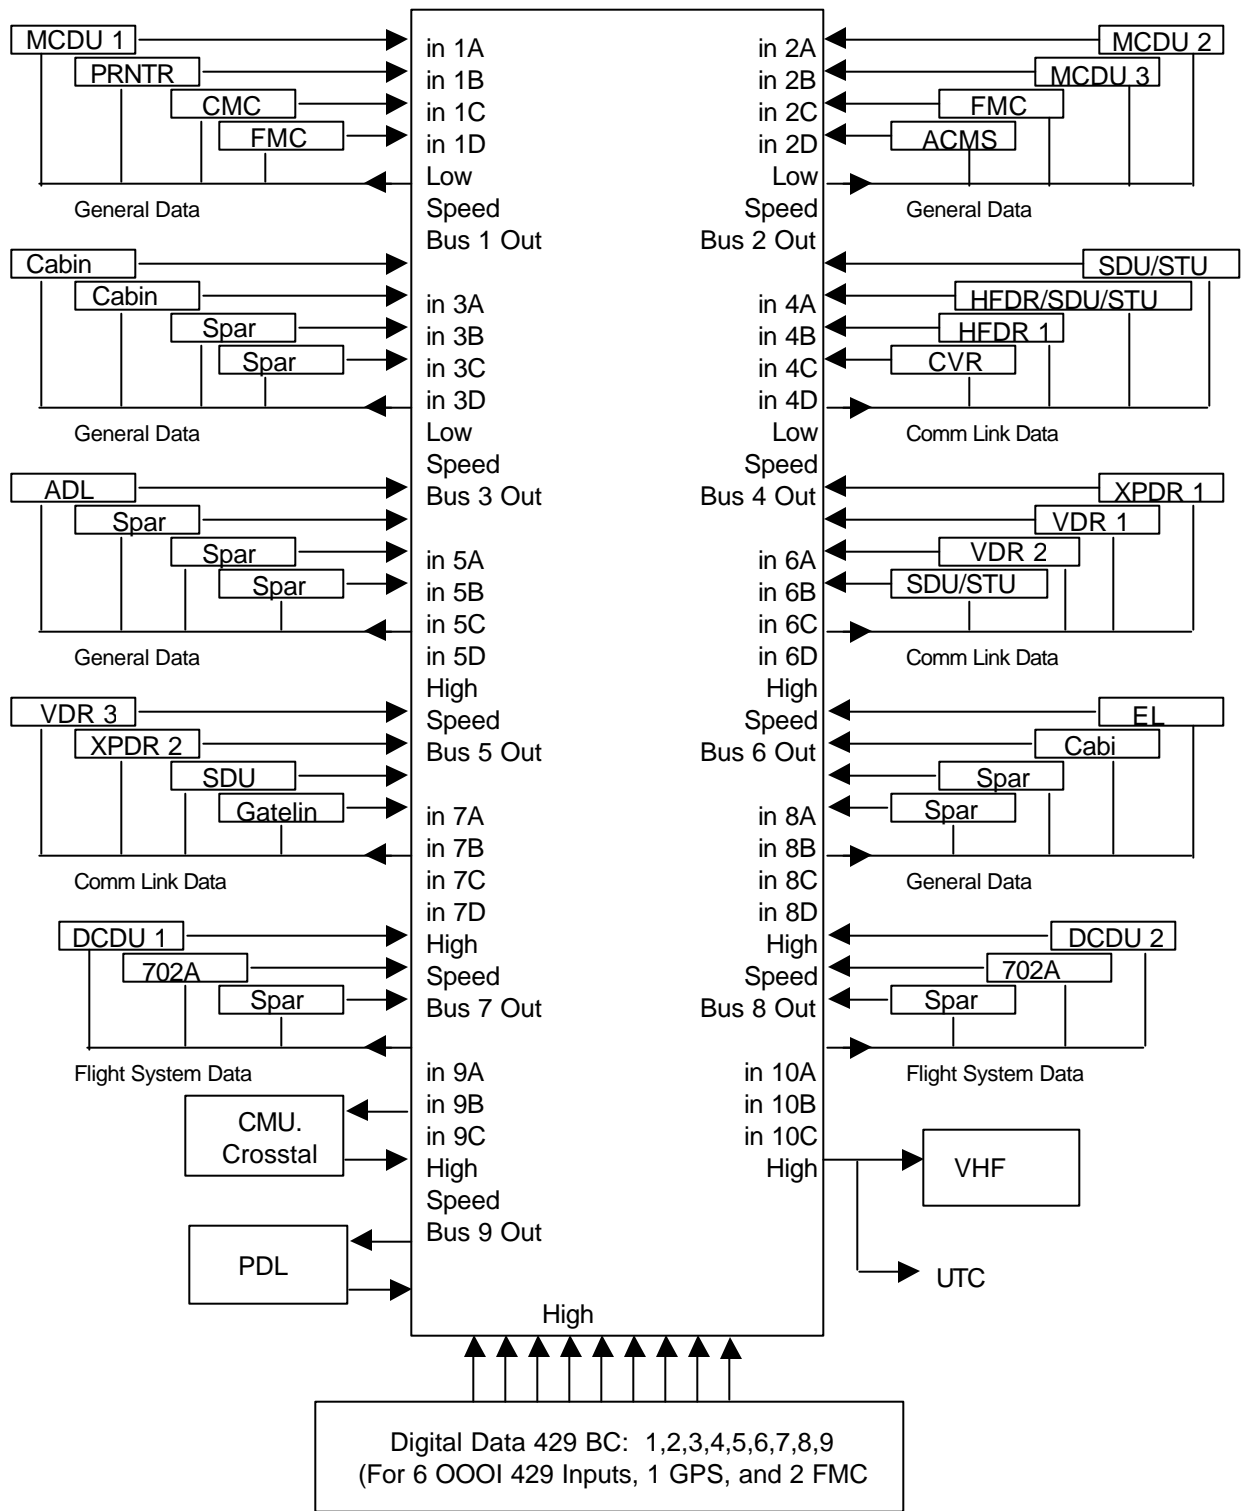 MCDU 1
PRNTR
CMC
FMC
General Data
Cabin
Cabin
Spar
Spar
General Data
ADL
Spar
Spar
Spar
General Data
VDR 3
XPDR 2
SDU
Gatelin
Comm Link Data
DCDU 1
702A
Spar
Flight System Data
CMU.
Crosstal
PDL
in 1A
in 1B
in 1C
in 1D
Low
Speed
Bus 1 Out
in 3A
in 3B
in 3C
in 3D
Low
Speed
Bus 3 Out
in 5A
in 5B
in 5C
in 5D
High
Speed
Bus 5 Out
in 7A
in 7B
in 7C
in 7D
High
Speed
Bus 7 Out
in 9A
in 9B
in 9C
High
Speed
Bus 9 Out
in 2A
in 2B
in 2C
in 2D
Low
Speed
Bus 2 Out
in 4A
in 4B
in 4C
in 4D
Low
Speed
Bus 4 Out
in 6A
in 6B
in 6C
in 6D
High
Speed
Bus 6 Out
in 8A
in 8B
in 8C
in 8D
High
Speed
Bus 8 Out
in 10A
in 10B
in 10C
High
High
MCDU 2
MCDU 3
FMC
ACMS
General Data
SDU/STU
HFDR/SDU/STU
HFDR 1
CVR
Comm Link Data
XPDR 1
VDR 1
VDR 2
SDU/STU
Comm Link Data
EL
Cabi
Spar
Spar
General Data
DCDU 2
702A
Spar
Flight System Data
VHF
UTC
Digital Data 429 BC: 1,2,3,4,5,6,7,8,9
(For 6 OOOI 429 Inputs, 1 GPS, and 2 FMC